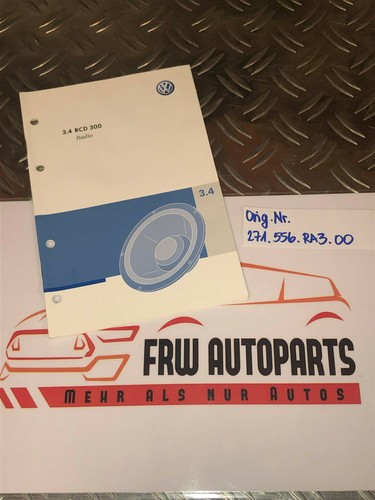 3.4 RCD 300
Radio
3.4
Orig. Nr.
271.556.RA3.00
FRW AUTOPARTS
MEHR ALS NUR AUTOS